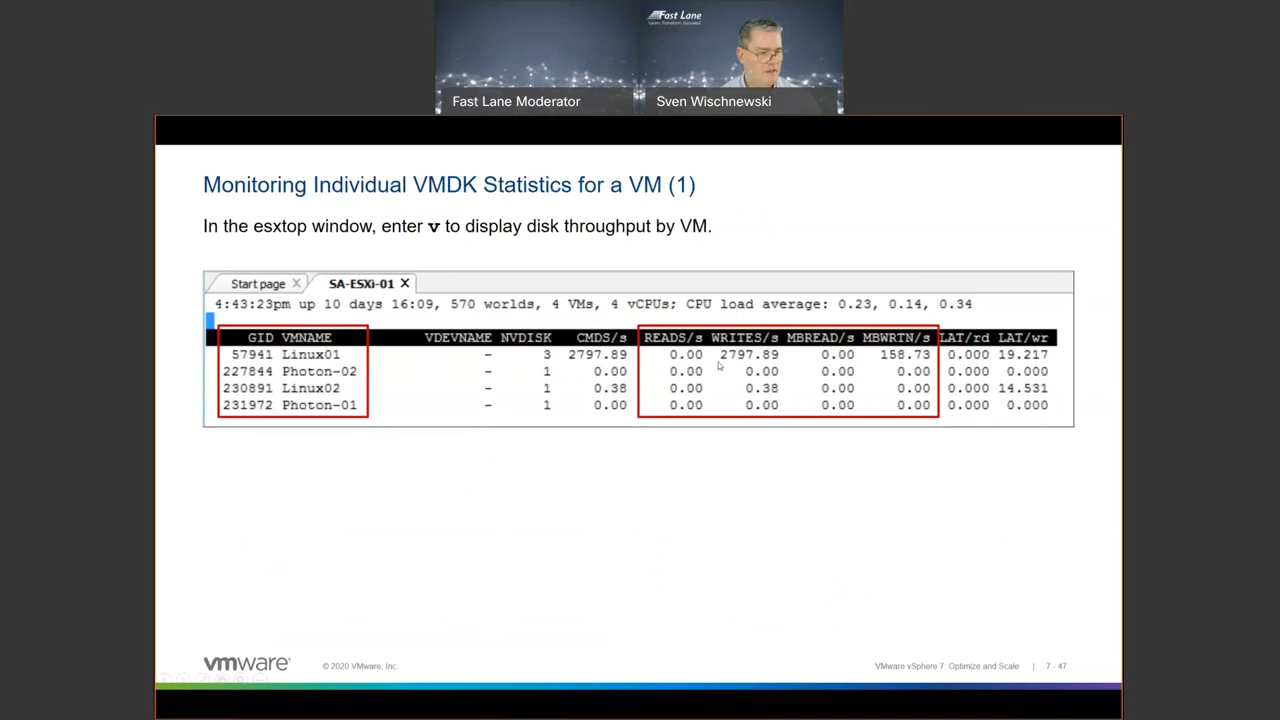 Fast Lane
Learn. Transform. Succeed.
Fast Lane Moderator
Sven Wischnewski
Monitoring Individual VMDK Statistics for a VM (1)
In the esxtop window, enter v to display disk throughput by VM.
Start page X SA-ESXi-01 X
4:43:23pm up 10 days 16:09, 570 worlds, 4 VMs, 4 vCPUs; CPU load average: 0.23, 0.14, 0.34
GID VMNAME VDEVNAME NVDISK CMDS/s READS/s WRITES/s MBREAD/s MBWRTN/s LAT/rd LAT/wr
57941 Linux01 - 3 2797.89 0.00 2797.89 0.00 158.73 0.000 19.217
227844 Photon-02 - 1 0.00 0.00 0.00 0.00 0.00 0.000 0.000
230891 Linux02 - 1 0.38 0.00 0.38 0.00 0.00 0.000 14.531
231972 Photon-01 - 1 0.00 0.00 0.00 0.00 0.00 0.000 0.000
vmware® © 2020 VMware, Inc. VMware vSphere 7: Optimize and Scale | 7 - 47